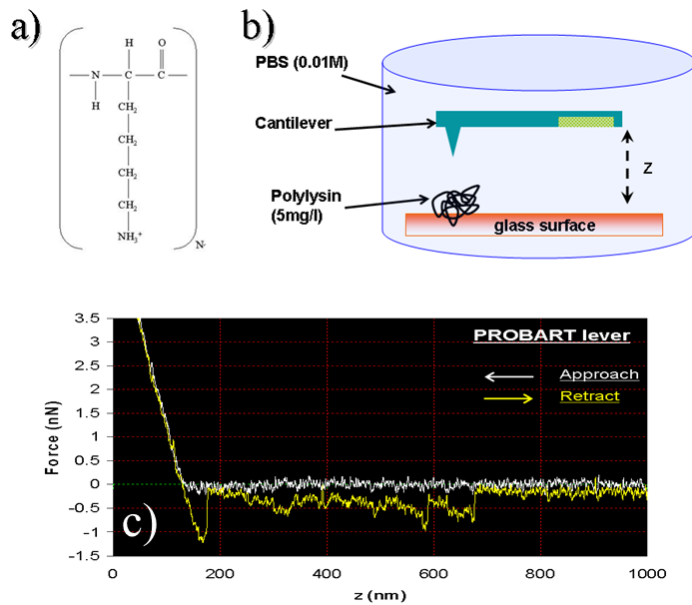 a)
H
O
N
C
C
H
CH2
CH2
CH2
CH2
NH3+
N
b)
PBS (0.01M)
Cantilever
Polylysin
(5mg/l)
z
glass surface
PROBART lever
Approach
Retract
Force (nN)
3.5
3
2.5
2
1.5
1
0.5
0
-0.5
-1
-1.5
c)
0
200
400
600
800
1000
z (nm)